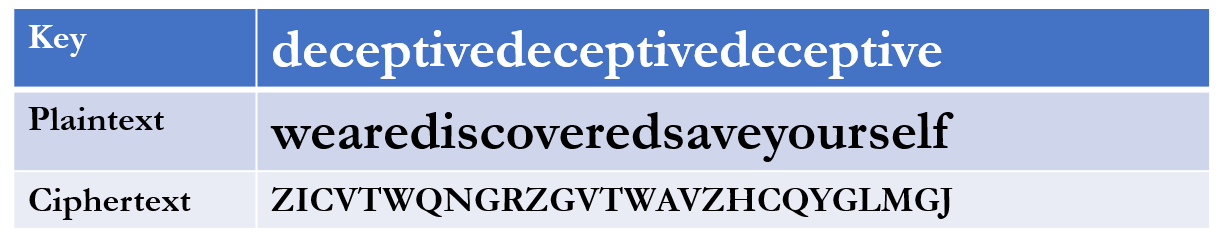 Key deceptivedeceptivedeceptive
Plaintext wearediscoveredsaveyourself
Ciphertext ZICVTWQNGRZGVTWAVZHCQYGLMGJ